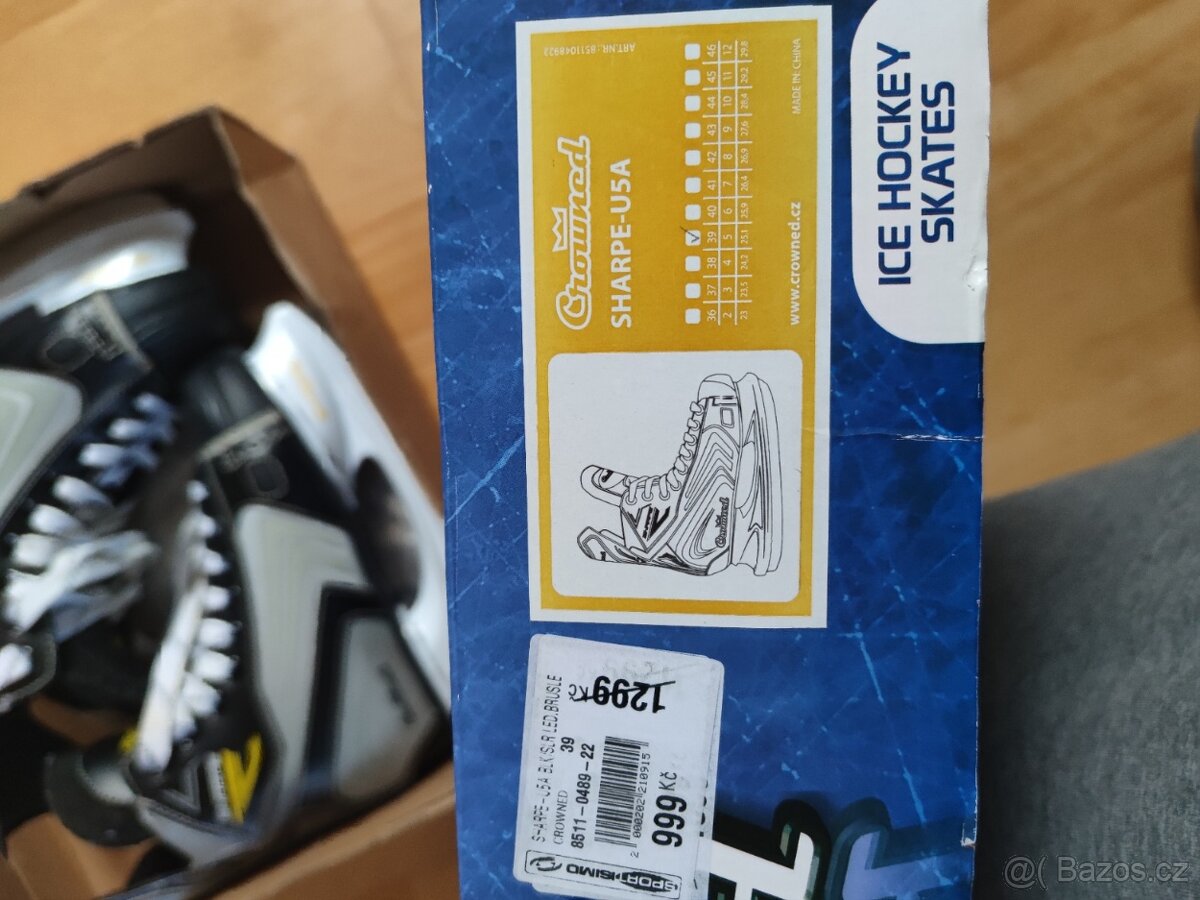 Crowned
SHARPE-U5A
ART.NR.:8511048922
36 37 38 39 40 41 42 43 44 45 46
2 3 4 5 6 7 8 9 10 11 12
23 23,5 24,2 25,1 25,9 26,4 26,9 27,6 28,4 29,2 29,8
www.crowned.cz
MADE IN: CHINA
ICE HOCKEY
SKATES
Crowned
SHARPE-U5A BLK/SLR LED.BRUSLE
CROWNED 39
8511-0489-22
1299 Kč
2 000202 210915
999 Kč
SPORTISIMO
@( Bazos.cz